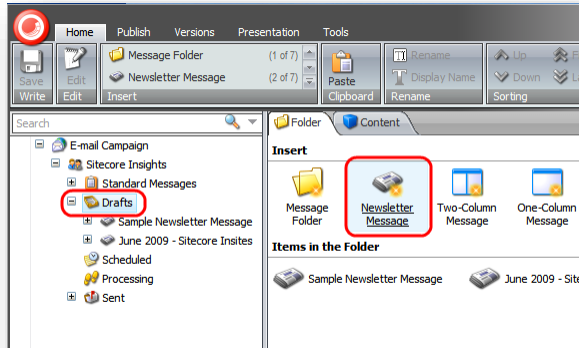 Home Publish Versions Presentation Tools
Message Folder (1 of 7)
Newsletter Message (2 of 7)
Save Edit Paste Rename Display Name Up Down
Write Edit Insert Clipboard Rename Sorting
Search
E-mail Campaign
Sitecore Insights
Standard Messages
Drafts
Sample Newsletter Message
June 2009 - Sitecore Insites
Scheduled
Processing
Sent
Folder Content
Insert
Message Folder
Newsletter Message
Two-Column Message
One-Column Message
Items in the Folder
Sample Newsletter Message June 2009 - Site